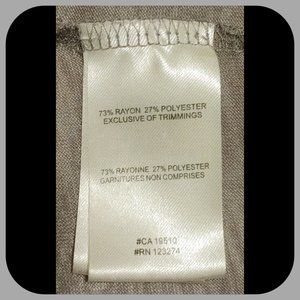 73% RAYON 27% POLYESTER
EXCLUSIVE OF TRIMMINGS
73% RAYONNE 27% POLYESTER
GARNITURES NON COMPRISES
#CA 19510
#RN 123274